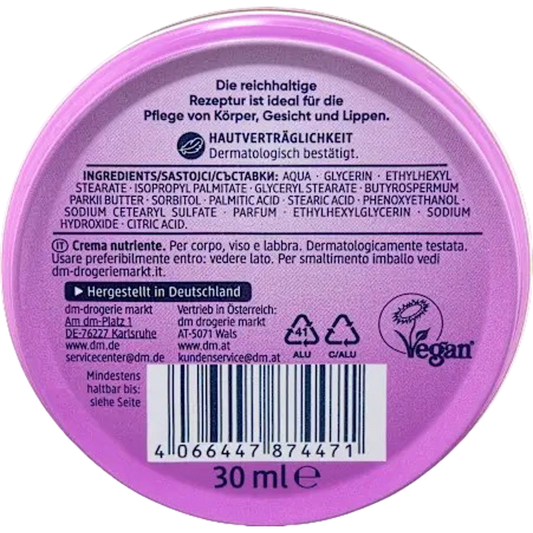 Die reichhaltige
Rezeptur ist ideal für die
Pflege von Körper, Gesicht und Lippen.
HAUTVERTRÄGLICHKEIT
Dermatologisch bestätigt.
INGREDIENTS/SASTOJCI/СЪСТАВКИ: AQUA · GLYCERIN · ETHYLHEXYL
STEARATE · ISOPROPYL PALMITATE · GLYCERYL STEARATE · BUTYROSPERMUM
PARKII BUTTER · SORBITOL · PALMITIC ACID · STEARIC ACID · PHENOXYETHANOL ·
SODIUM CETEARYL SULFATE · PARFUM · ETHYLHEXYLGLYCERIN · SODIUM
HYDROXIDE · CITRIC ACID.
IT Crema nutriente. Per corpo, viso e labbra. Dermatologicamente testata.
Usare preferibilmente entro: vedere lato. Per smaltimento imballo vedi
dm-drogeriemarkt.it.
Hergestellt in Deutschland
dm-drogerie markt
Am dm-Platz 1
DE-76227 Karlsruhe
www.dm.de
servicecenter@dm.de
Vertrieb in Österreich:
dm drogerie markt
AT-5071 Wals
www.dm.at
kundenservice@dm.at
41
ALU
C/ALU
Vegan
Mindestens
haltbar bis:
siehe Seite
4 066447 874471
30 ml e